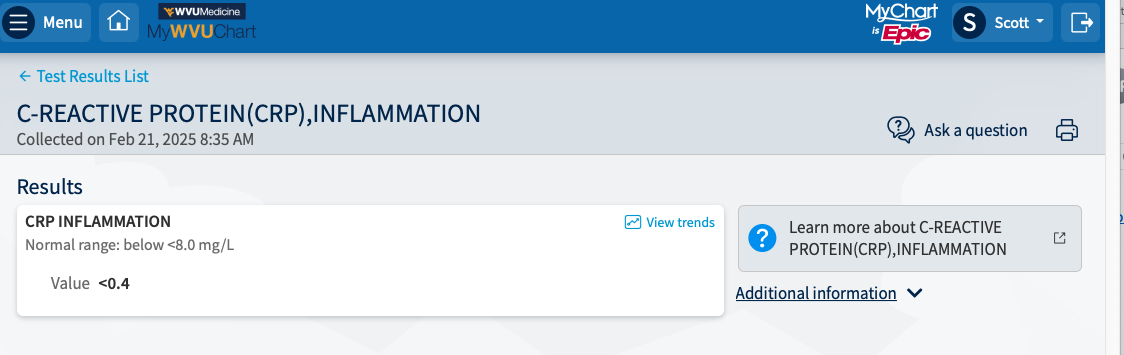 Menu
WVUMedicine
MyWVUChart
MyChart
is Epic
S
Scott
← Test Results List
C-REACTIVE PROTEIN(CRP),INFLAMMATION
Collected on Feb 21, 2025 8:35 AM
Ask a question
Results
CRP INFLAMMATION
View trends
Normal range: below <8.0 mg/L
Value <0.4
Learn more about C-REACTIVE
PROTEIN(CRP),INFLAMMATION
Additional information